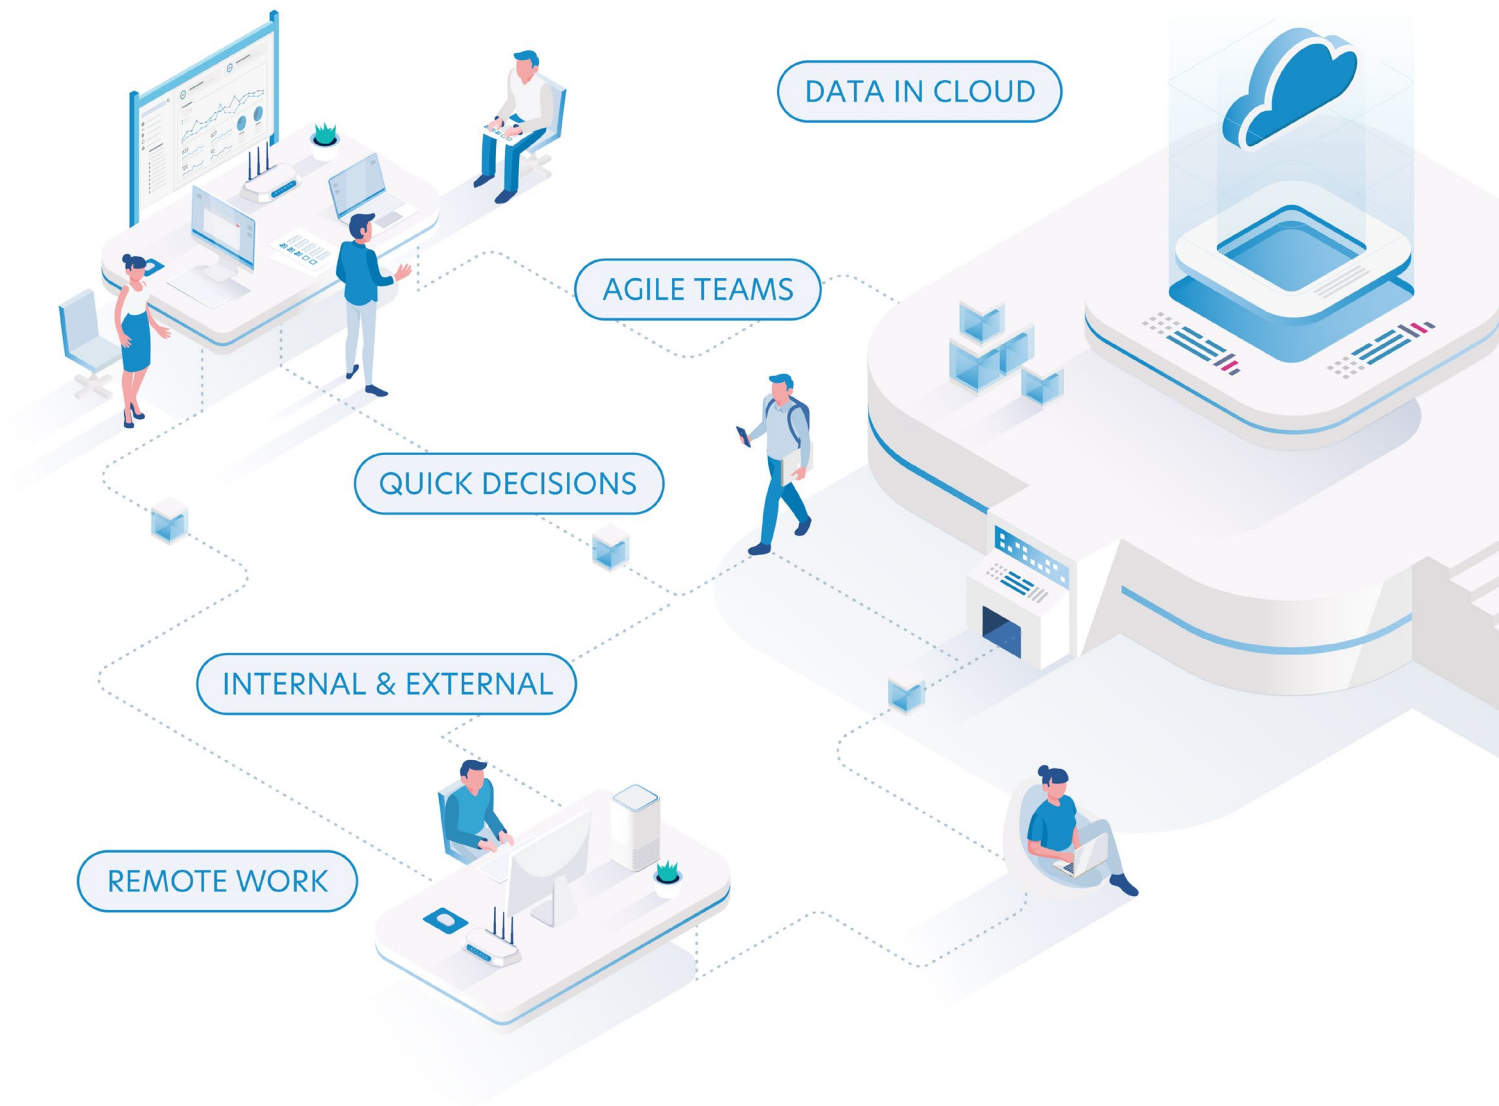 DATA IN CLOUD
AGILE TEAMS
QUICK DECISIONS
INTERNAL & EXTERNAL
REMOTE WORK